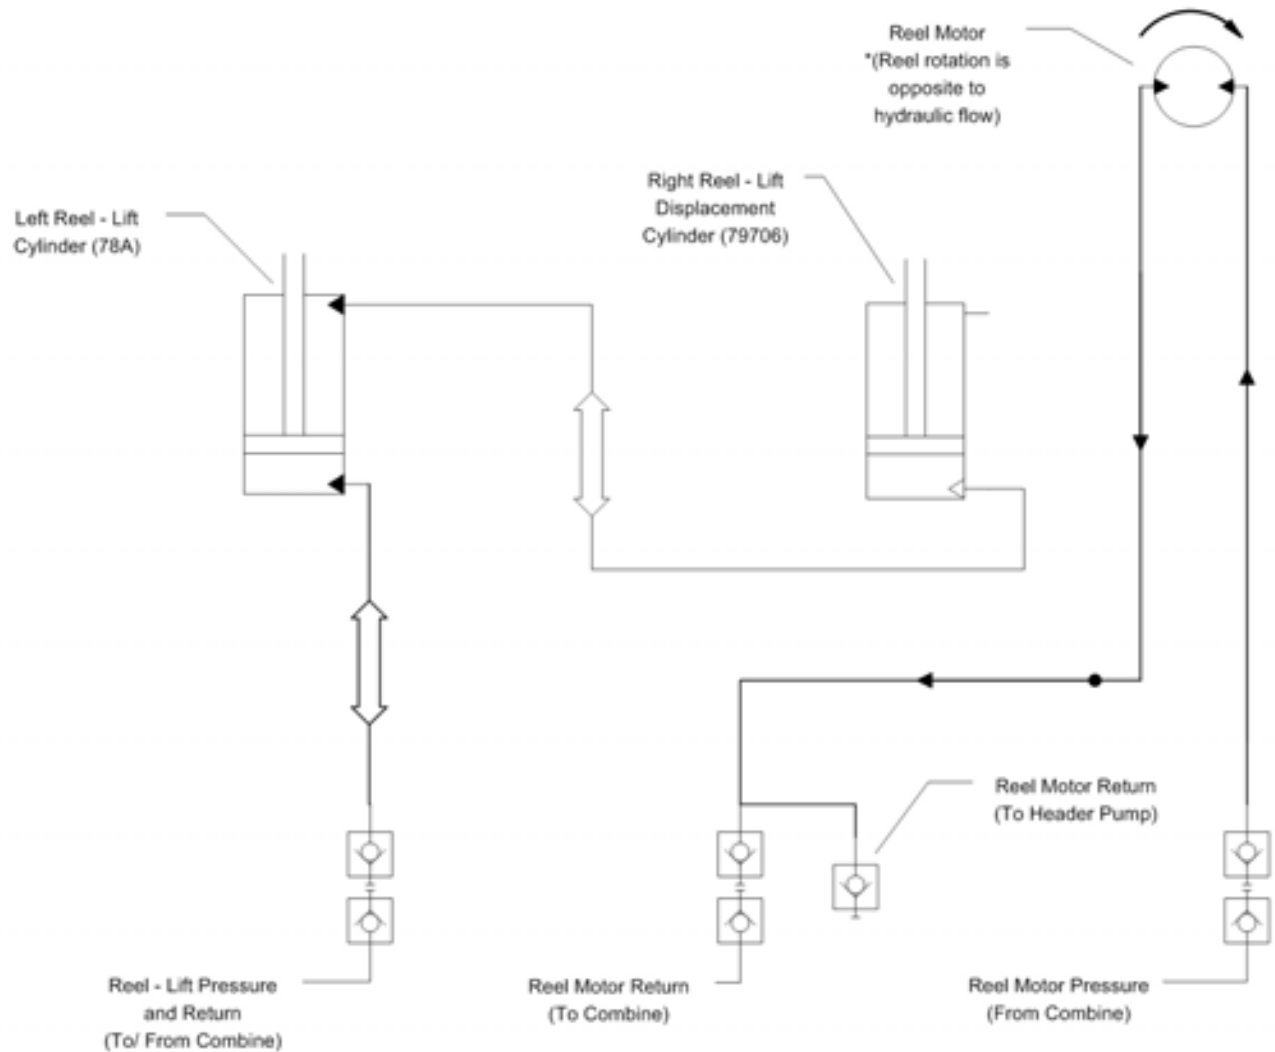 Reel Motor
*(Reel rotation is
opposite to
hydraulic flow)
Right Reel - Lift
Displacement
Cylinder (79706)
Left Reel - Lift
Cylinder (78A)
Reel Motor Return
(To Header Pump)
Reel - Lift Pressure
and Return
(To/ From Combine)
Reel Motor Return
(To Combine)
Reel Motor Pressure
(From Combine)